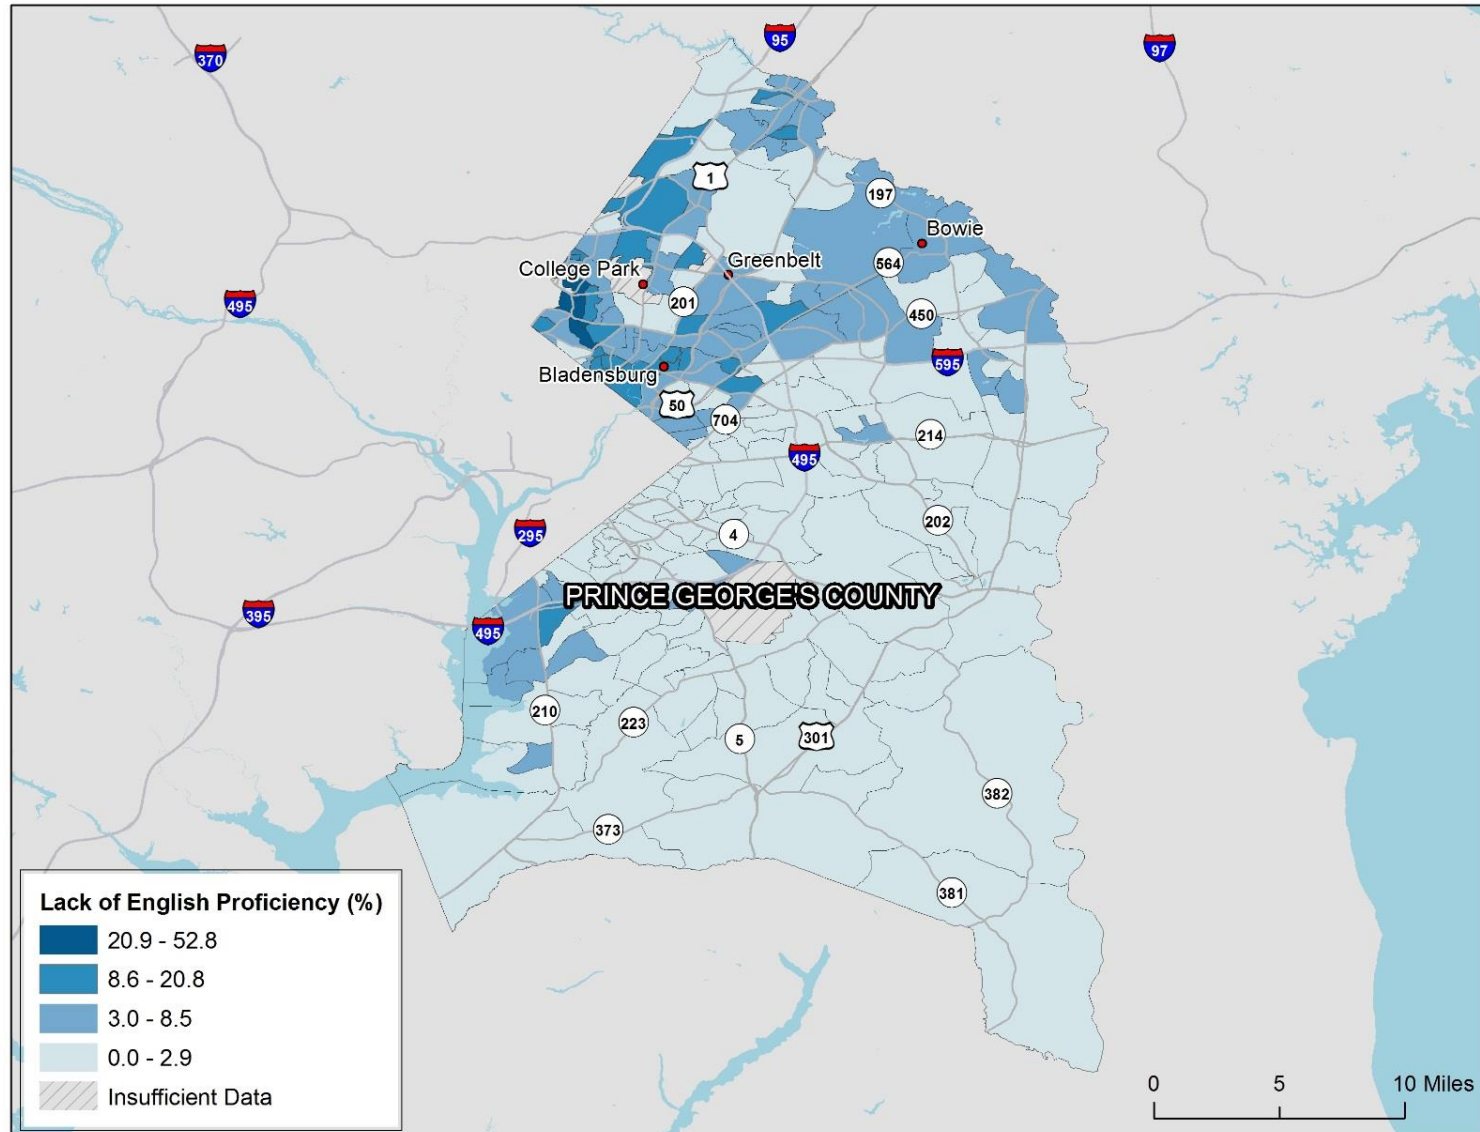 370
95
97
1
197
Bowie
564
Greenbelt
College Park
201
495
450
595
Bladensburg
50
704
214
495
202
295
4
PRINCE GEORGE'S COUNTY
395
495
210
223
5
301
382
373
381
Lack of English Proficiency (%)
20.9 - 52.8
8.6 - 20.8
3.0 - 8.5
0.0 - 2.9
Insufficient Data
0 5 10 Miles